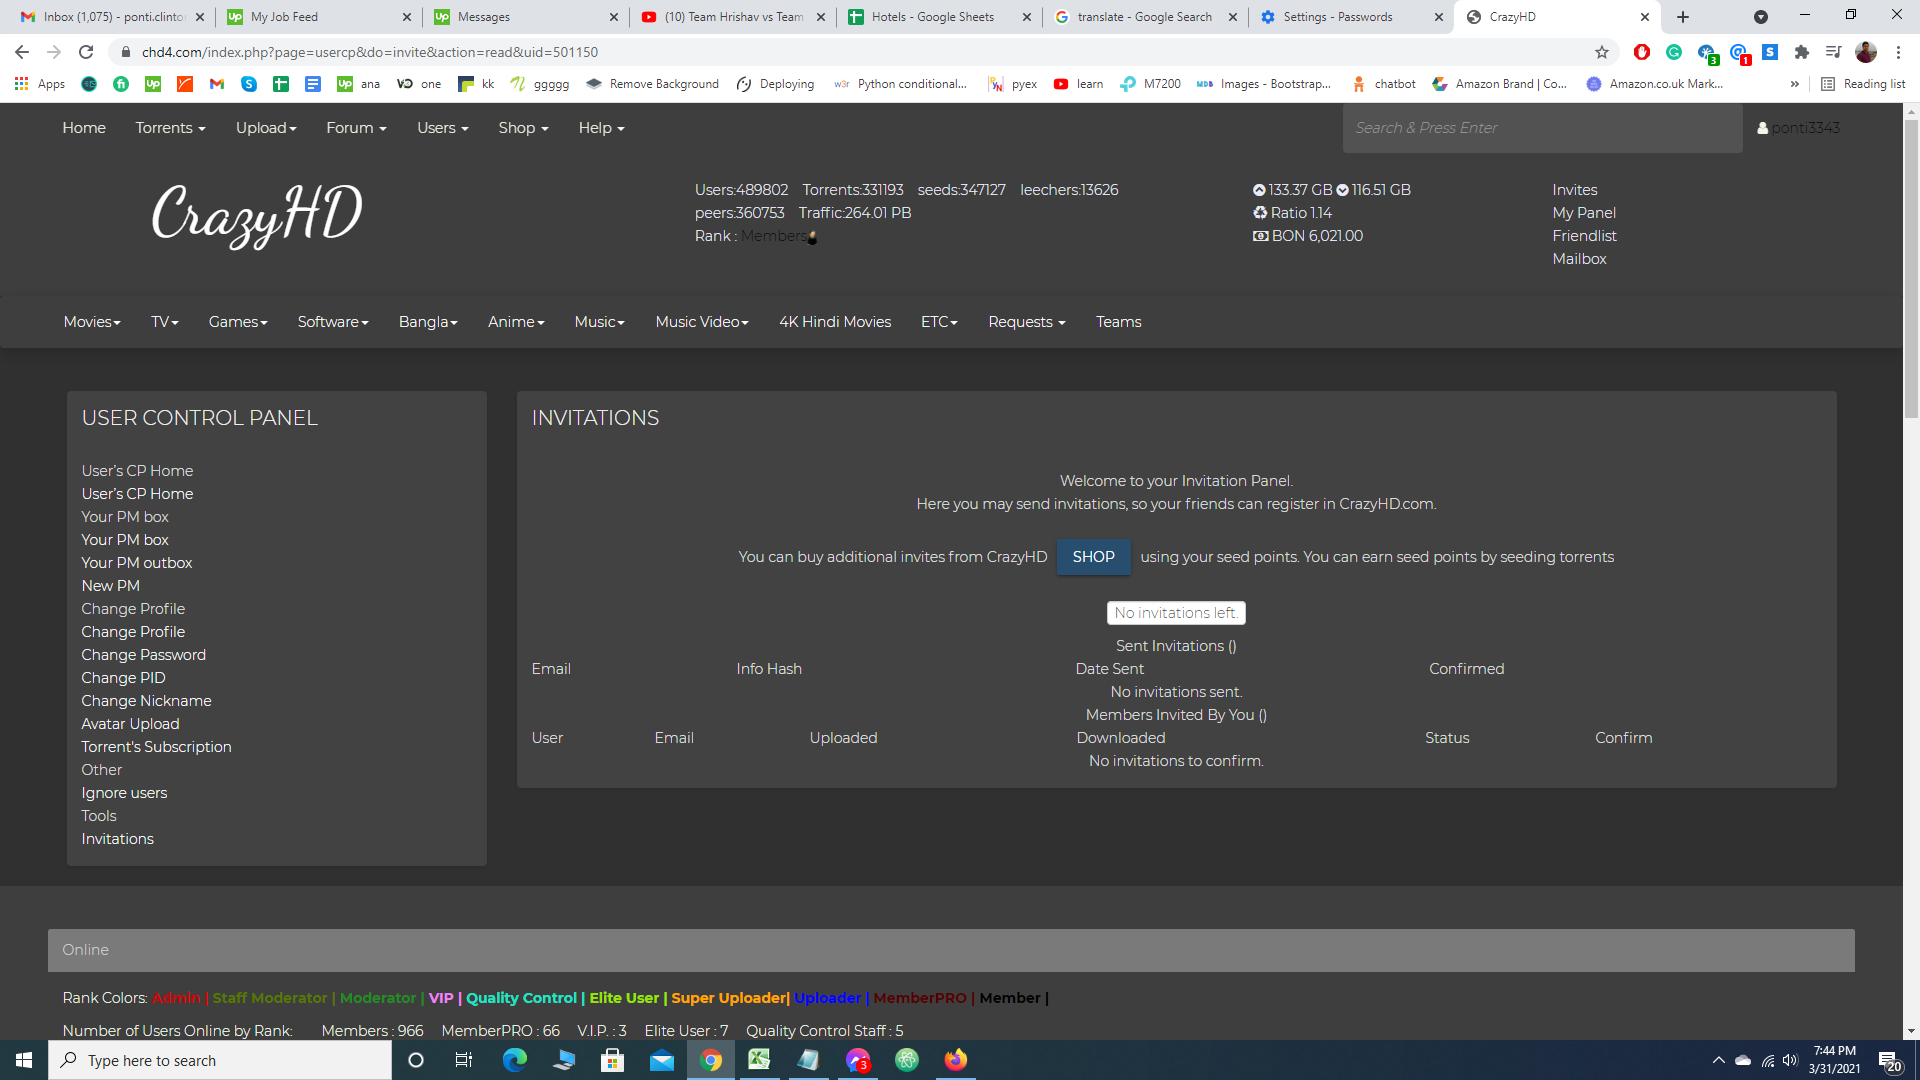 Inbox (1,075) - ponti.clinto
My Job Feed
Messages
(10) Team Hrishav vs Team
Hotels - Google Sheets
translate - Google Search
Settings - Passwords
CrazyHD
chd4.com/index.php?page=usercp&do=invite&action=read&uid=501150
3
1
Apps
ana
one
kk
ggggg
Remove Background
Deploying
Python conditional...
pyex
learn
M7200
Images - Bootstrap...
chatbot
Amazon Brand | Co...
Amazon.co.uk Mark...
»
Reading list
Home
Torrents
Upload
Forum
Users
Shop
Help
Search & Press Enter
ponti3343
CrazyHD
Users:489802 Torrents:331193 seeds:347127 leechers:13626
peers:360753 Traffic:264.01 PB
Rank : Members
133.37 GB 116.51 GB
Ratio 1.14
BON 6,021.00
Invites
My Panel
Friendlist
Mailbox
Movies
TV
Games
Software
Bangla
Anime
Music
Music Video
4K Hindi Movies
ETC
Requests
Teams
USER CONTROL PANEL
User's CP Home
User's CP Home
Your PM box
Your PM box
Your PM outbox
New PM
Change Profile
Change Profile
Change Password
Change PID
Change Nickname
Avatar Upload
Torrent's Subscription
Other
Ignore users
Tools
Invitations
INVITATIONS
Welcome to your Invitation Panel.
Here you may send invitations, so your friends can register in CrazyHD.com.
You can buy additional invites from CrazyHD SHOP using your seed points. You can earn seed points by seeding torrents
No invitations left.
Sent Invitations ()
Email Info Hash Date Sent Confirmed
No invitations sent.
Members Invited By You ()
User Email Uploaded Downloaded Status Confirm
No invitations to confirm.
Online
Rank Colors: Admin | Staff Moderator | Moderator | VIP | Quality Control | Elite User | Super Uploader| Uploader | MemberPRO | Member |
Number of Users Online by Rank: Members : 966 MemberPRO : 66 V.I.P. : 3 Elite User : 7 Quality Control Staff : 5
Type here to search
3
7:44 PM
3/31/2021
20